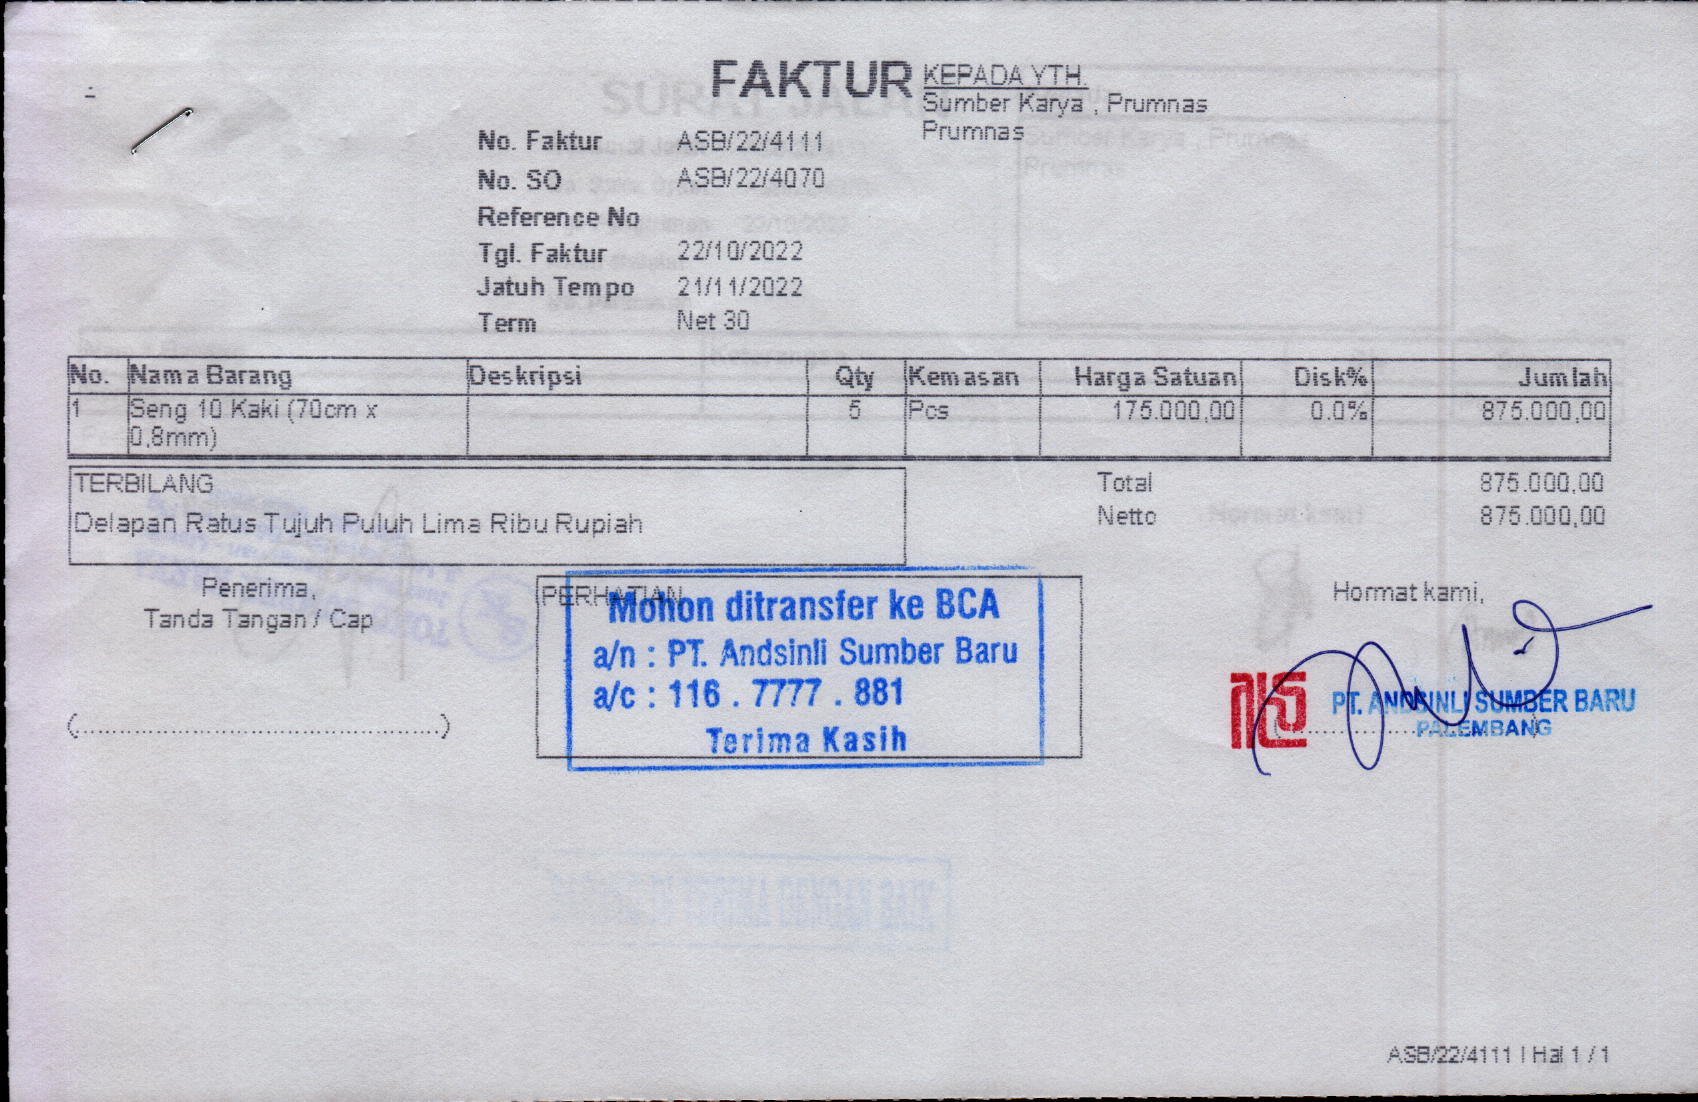 FAKTUR
KEPADA YTH.
Sumber Karya , Prumnas
Prumnas
No. Faktur ASB/22/4111
No. SO ASB/22/4070
Reference No
Tgl. Faktur 22/10/2022
Jatuh Tempo 21/11/2022
Term Net 30
No. Nama Barang Deskripsi Qty Kemasan Harga Satuan Disk% Jumlah
1 Seng 10 Kaki (70cm x 5 Pcs 175.000,00 0.0% 875.000,00
0,8mm)
TERBILANG
Delapan Ratus Tujuh Puluh Lima Ribu Rupiah
Total 875.000,00
Netto 875.000,00
Penerima,
Tanda Tangan / Cap
(............................................)
PERHATIAN
Mohon ditransfer ke BCA
a/n : PT. Andsinli Sumber Baru
a/c : 116 . 7777 . 881
Terima Kasih
Hormat kami,
PT. ANDSINLI SUMBER BARU
PALEMBANG
ASB/22/4111 | Hal 1 / 1